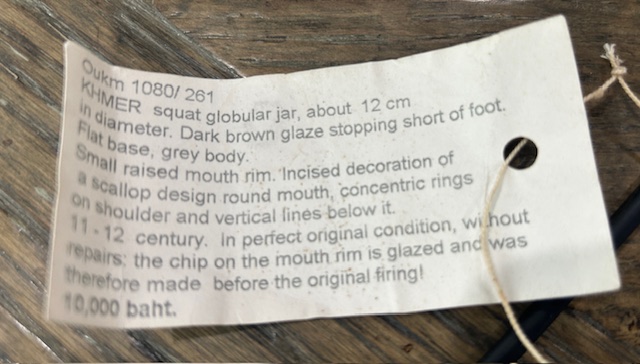 Oukm 1080/ 261
KHMER squat globular jar, about 12 cm
in diameter. Dark brown glaze stopping short of foot.
Flat base, grey body.
Small raised mouth rim. Incised decoration of
a scallop design round mouth, concentric rings
on shoulder and vertical lines below it.
11 - 12 century. In perfect original condition, without
repairs: the chip on the mouth rim is glazed and was
therefore made before the original firing!
10,000 baht.